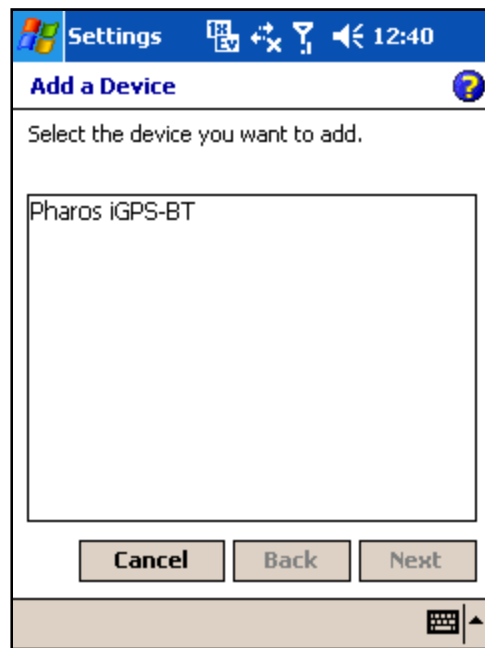 Settings 12:40
Add a Device
Select the device you want to add.
Pharos iGPS-BT
Cancel Back Next